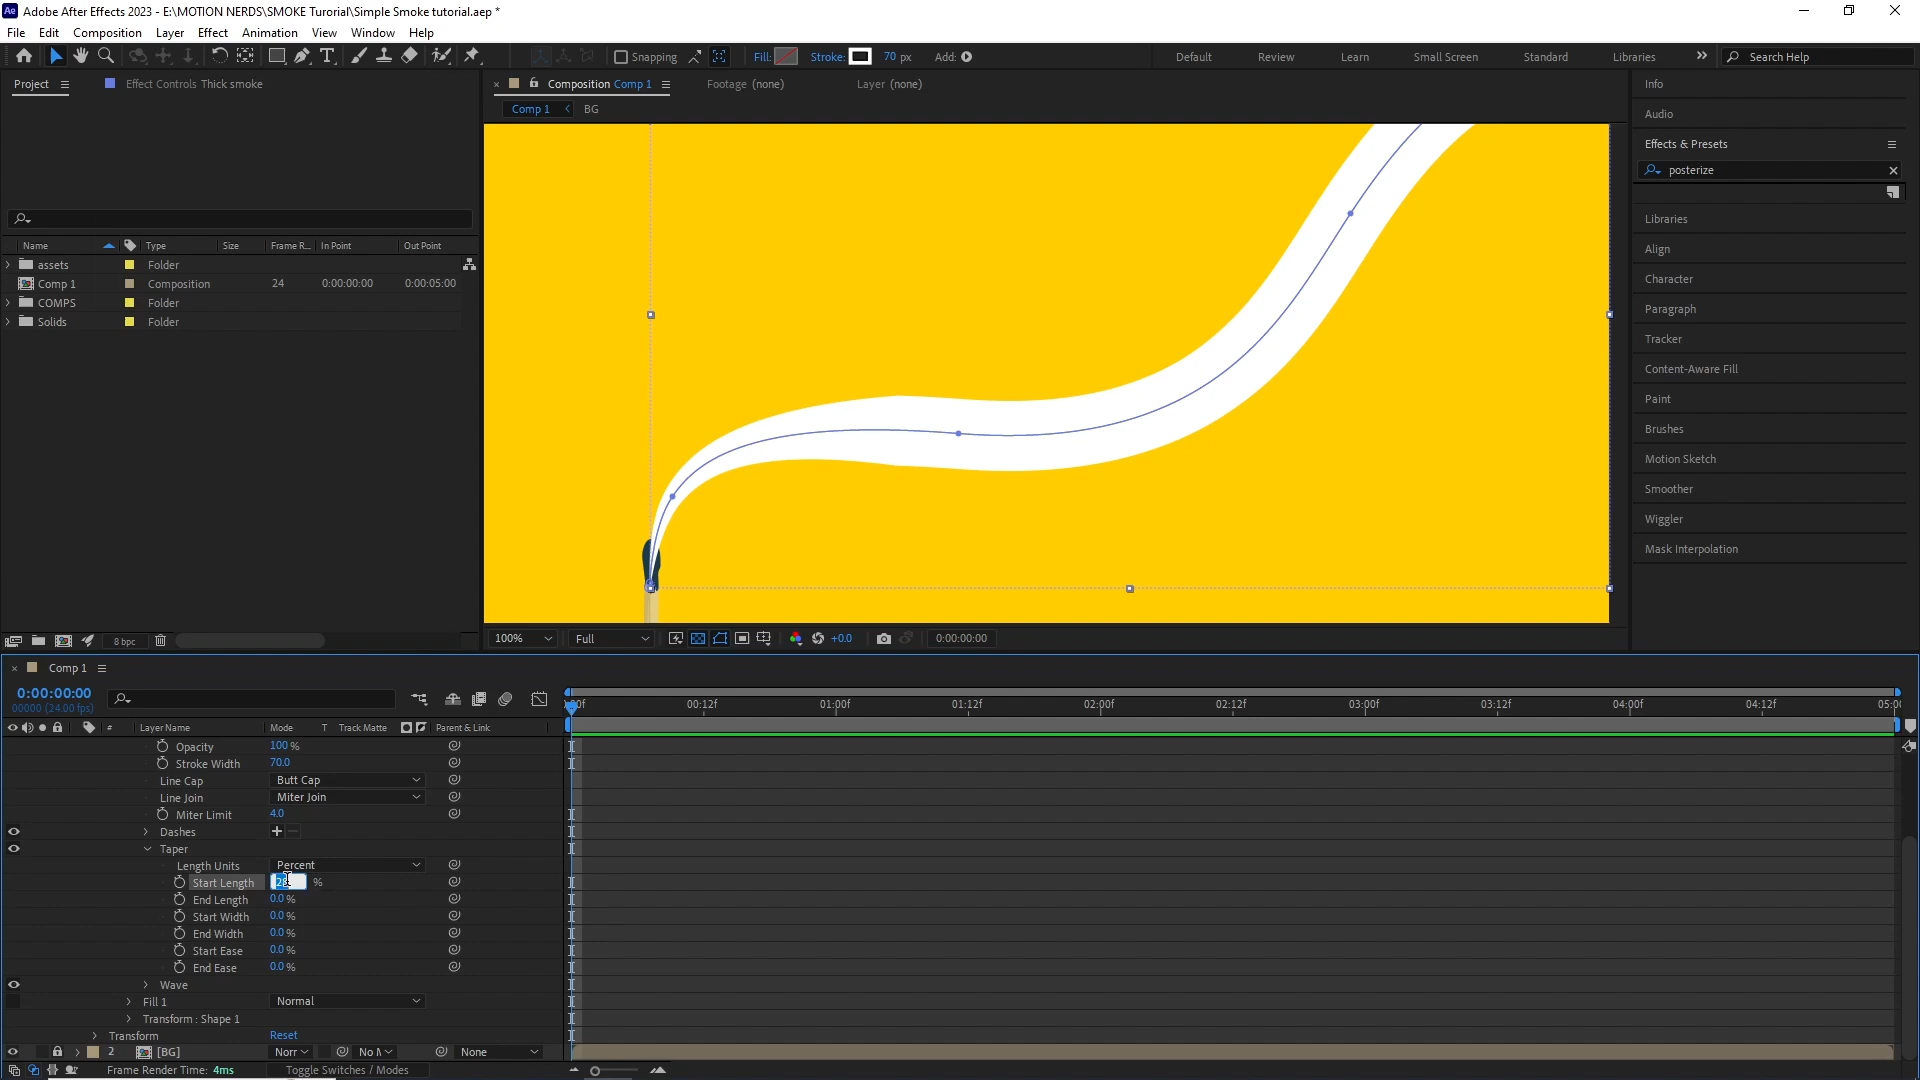 Ae Adobe After Effects 2023 - E:\MOTION NERDS\SMOKE Turorial\Simple Smoke tutorial.aep *
File Edit Composition Layer Effect Animation View Window Help
Snapping Fill: Stroke: 70 px Add: Default Review Learn Small Screen Standard Libraries Search Help
Project Effect Controls Thick smoke
Composition Comp 1 Footage (none) Layer (none)
Comp 1 BG
Name Type Size Frame R... In Point Out Point
assets Folder
Comp 1 Composition 24 0:00:00:00 0:00:05:00
COMPS Folder
Solids Folder
8 bpc
100% Full +0.0 0:00:00:00
Info
Audio
Effects & Presets
posterize
Libraries
Align
Character
Paragraph
Tracker
Content-Aware Fill
Paint
Brushes
Motion Sketch
Smoother
Wiggler
Mask Interpolation
Comp 1
0:00:00:00
00000 (24.00 fps)
# Layer Name Mode T Track Matte Parent & Link
00:12f 01:00f 01:12f 02:00f 02:12f 03:00f 03:12f 04:00f 04:12f
Opacity 100 %
Stroke Width 70.0
Line Cap Butt Cap
Line Join Miter Join
Miter Limit 4.0
Dashes
Taper
Length Units Percent
Start Length %
End Length 0.0 %
Start Width 0.0 %
End Width 0.0 %
Start Ease 0.0 %
End Ease 0.0 %
Wave
Fill 1 Normal
Transform : Shape 1
Transform Reset
2 [BG] Norr None
Frame Render Time: 4ms Toggle Switches / Modes